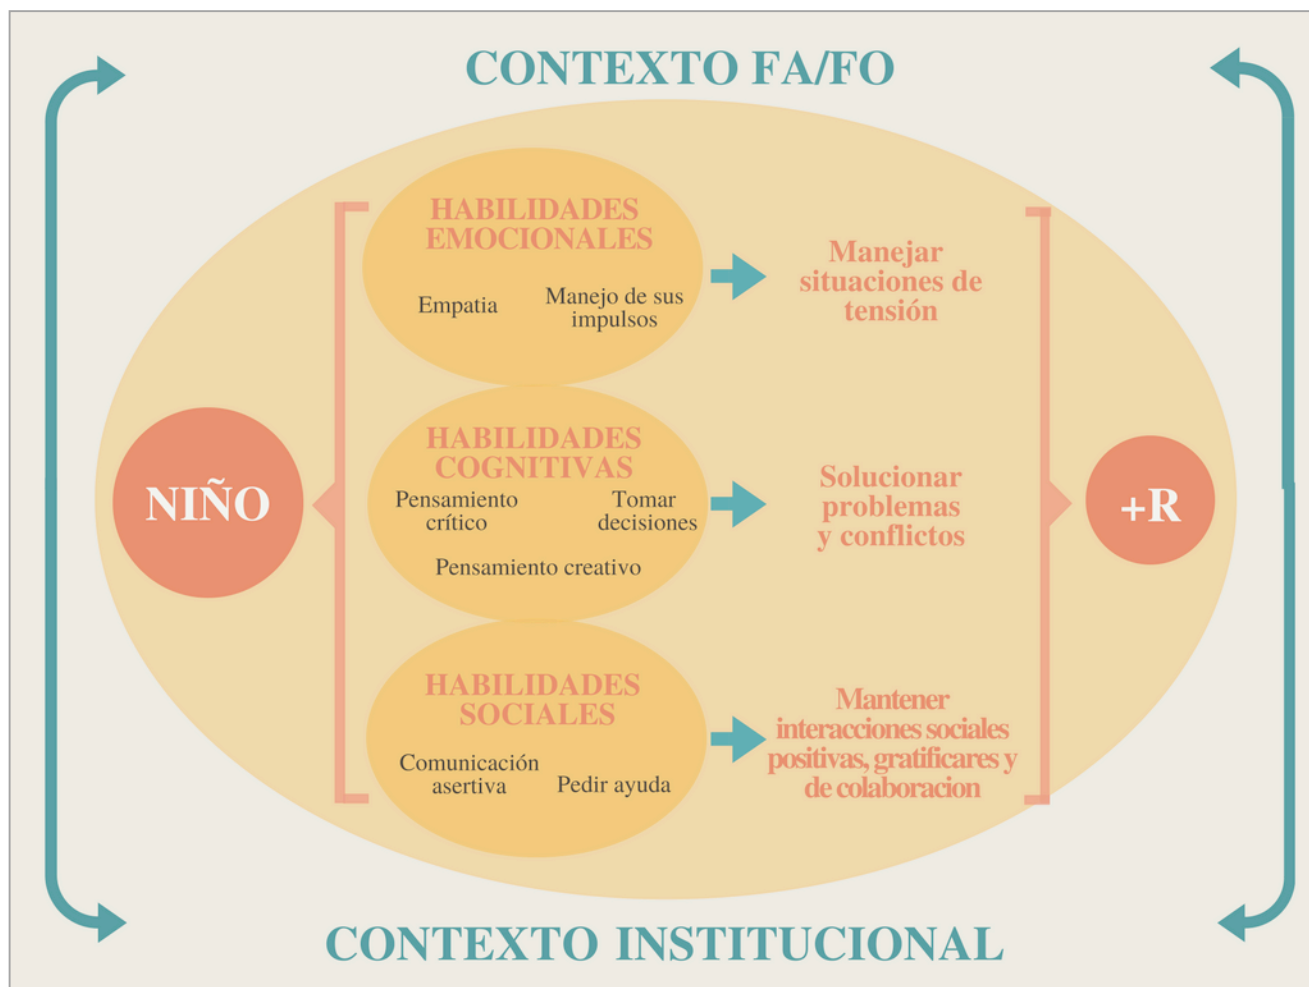 CONTEXTO FA/FO
HABILIDADES
EMOCIONALES
Empatia
Manejo de sus
impulsos
Manejar
situaciones de
tensión
NIÑO
HABILIDADES
COGNITIVAS
Pensamiento
crítico
Tomar
decisiones
Pensamiento creativo
Solucionar
problemas
y conflictos
+R
HABILIDADES
SOCIALES
Comunicación
asertiva
Pedir ayuda
Mantener
interacciones sociales
positivas, gratificares y
de colaboracion
CONTEXTO INSTITUCIONAL